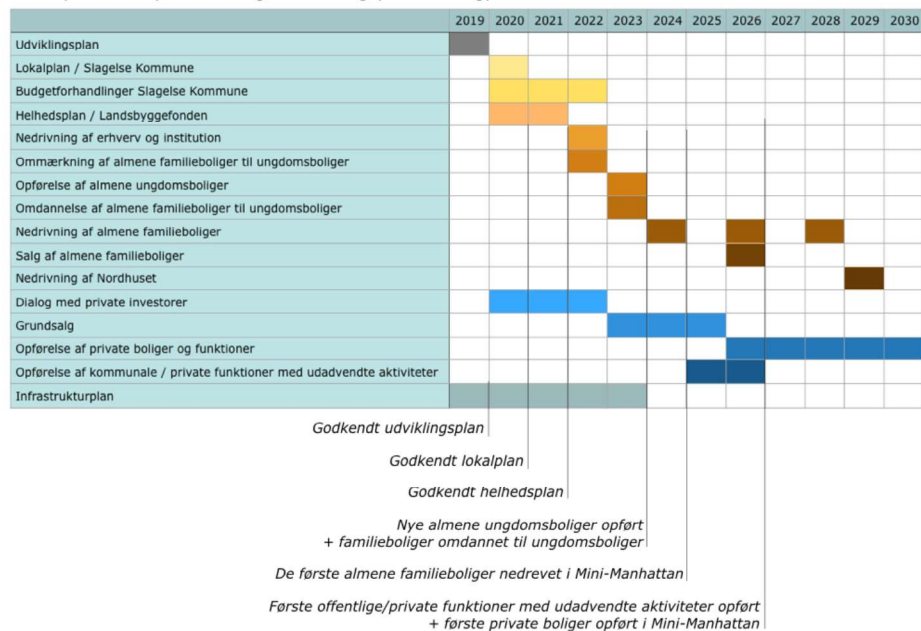 2019 2020 2021 2022 2023 2024 2025 2026 2027 2028 2029 2030
Udviklingsplan
Lokalplan / Slagelse Kommune
Budgetforhandlinger Slagelse Kommune
Helhedsplan / Landsbyggefonden
Nedrivning af erhverv og institution
Ommærkning af almene familieboliger til ungdomsboliger
Opførelse af almene ungdomsboliger
Omdannelse af almene familieboliger til ungdomsboliger
Nedrivning af almene familieboliger
Salg af almene familieboliger
Nedrivning af Nordhuset
Dialog med private investorer
Grundsalg
Opførelse af private boliger og funktioner
Opførelse af kommunale / private funktioner med udadvendte aktiviteter
Infrastrukturplan
Godkendt udviklingsplan
Godkendt lokalplan
Godkendt helhedsplan
Nye almene ungdomsboliger opført
+ familieboliger omdannet til ungdomsboliger
De første almene familieboliger nedrevet i Mini-Manhattan
Første offentlige/private funktioner med udadvendte aktiviteter opført
+ første private boliger opført i Mini-Manhattan